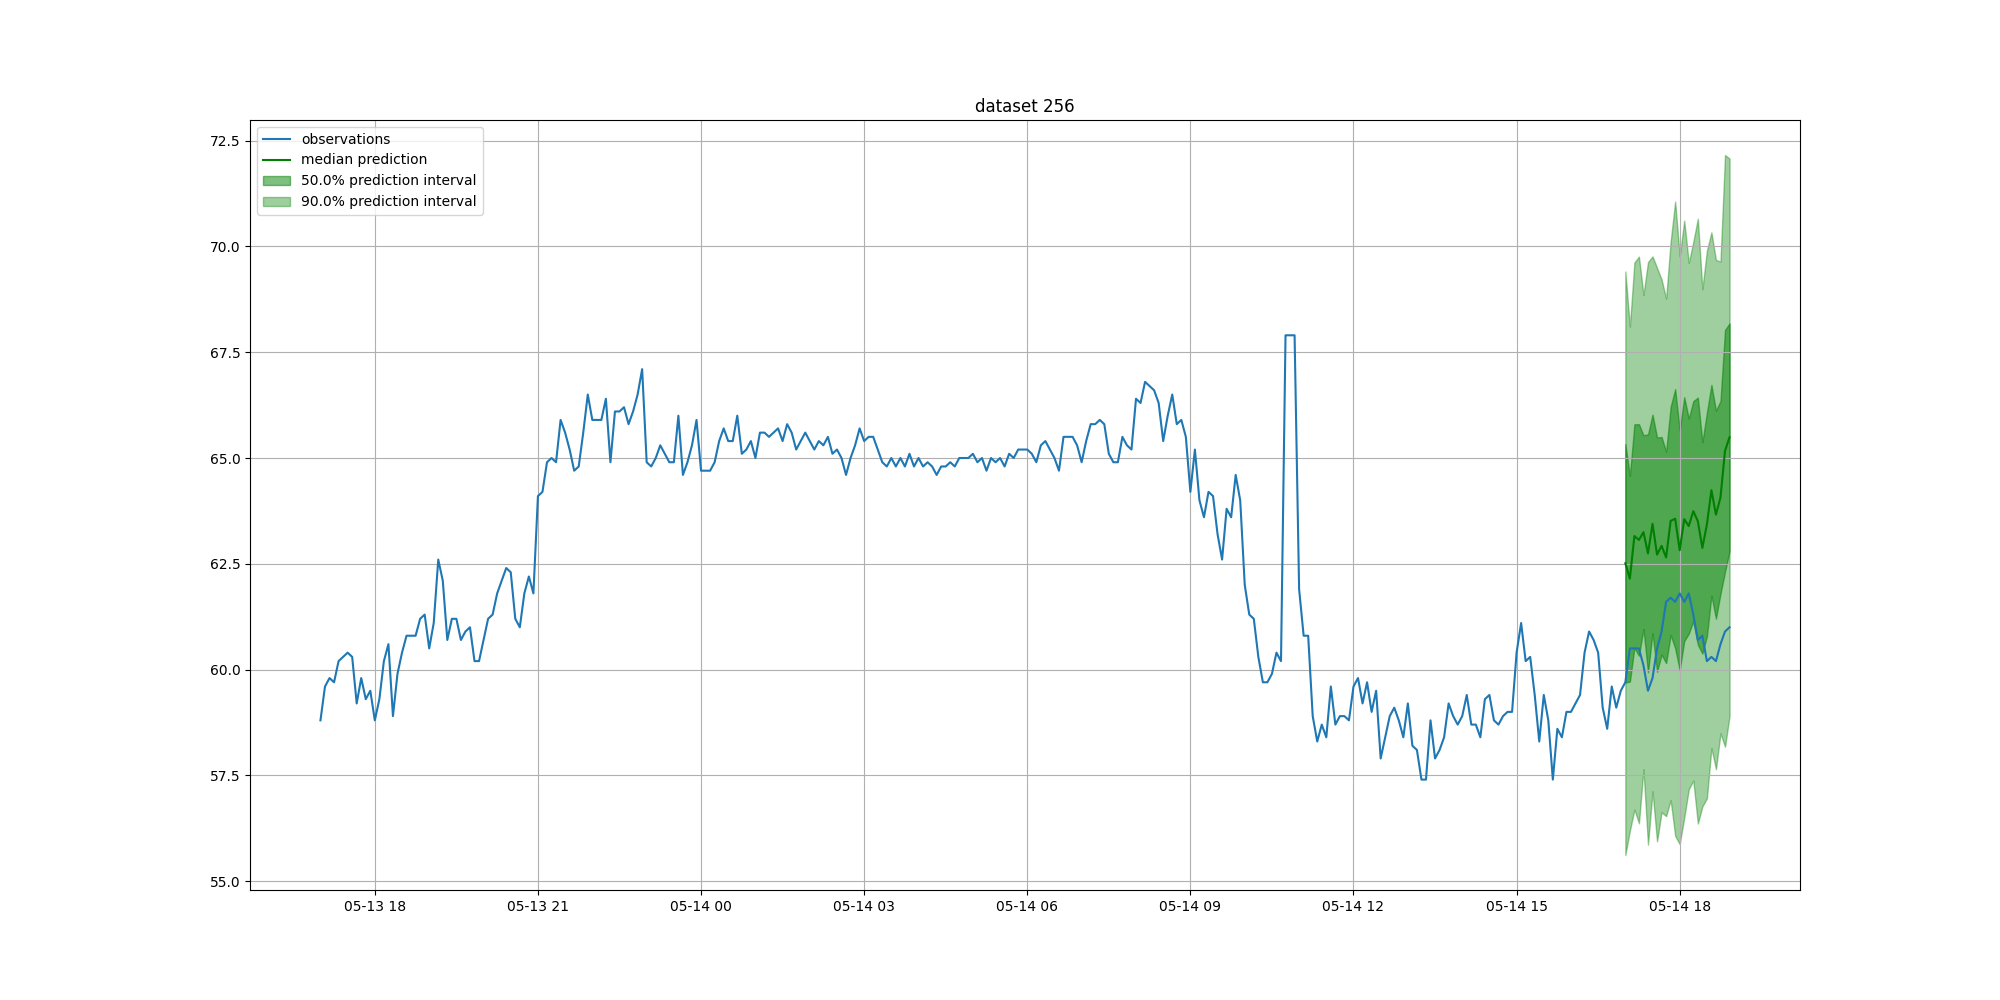 dataset 256
observations
median prediction
50.0% prediction interval
90.0% prediction interval
72.5
70.0
67.5
65.0
62.5
60.0
57.5
55.0
05-13 18 05-13 21 05-14 00 05-14 03 05-14 06 05-14 09 05-14 12 05-14 15 05-14 18